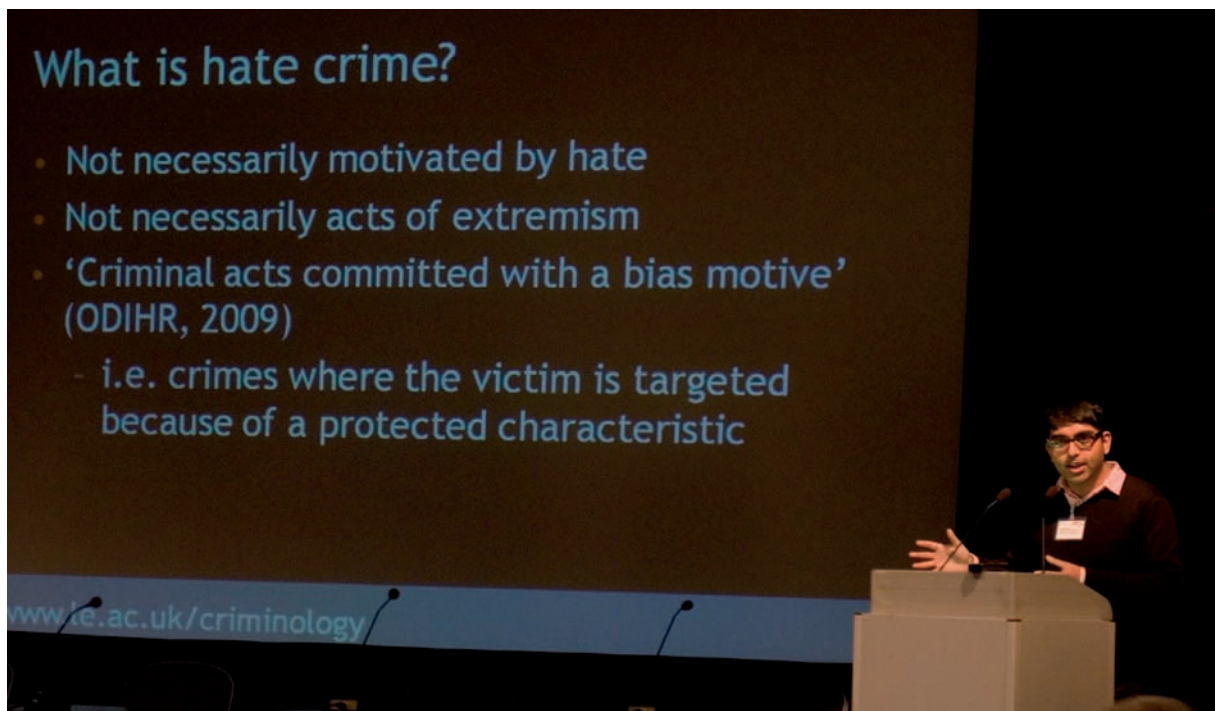 What is hate crime?
• Not necessarily motivated by hate
• Not necessarily acts of extremism
• ‘Criminal acts committed with a bias motive’
(ODIHR, 2009)
– i.e. crimes where the victim is targeted
because of a protected characteristic
www.le.ac.uk/criminology